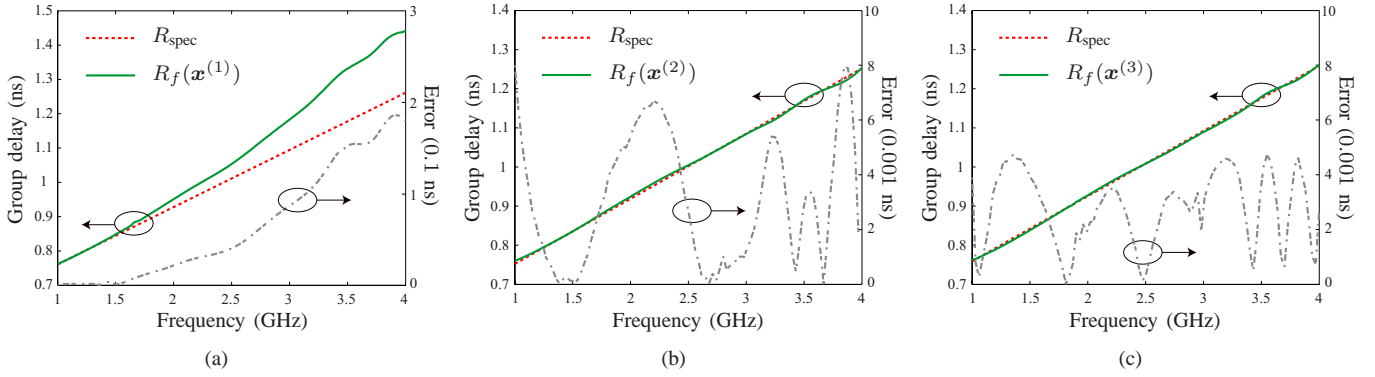 1.5
1.4
1.3
1.2
1.1
1
0.9
0.8
0.7
Group delay (ns)
R_spec
R_f(x^(1))
3
2
1
0
Error (0.1 ns)
1 1.5 2 2.5 3 3.5 4
Frequency (GHz)
(a)
1.4
1.3
1.2
1.1
1
0.9
0.8
0.7
Group delay (ns)
R_spec
R_f(x^(2))
10
8
6
4
2
0
Error (0.001 ns)
1 1.5 2 2.5 3 3.5 4
Frequency (GHz)
(b)
1.4
1.3
1.2
1.1
1
0.9
0.8
0.7
Group delay (ns)
R_spec
R_f(x^(3))
10
8
6
4
2
0
Error (0.001 ns)
1 1.5 2 2.5 3 3.5 4
Frequency (GHz)
(c)